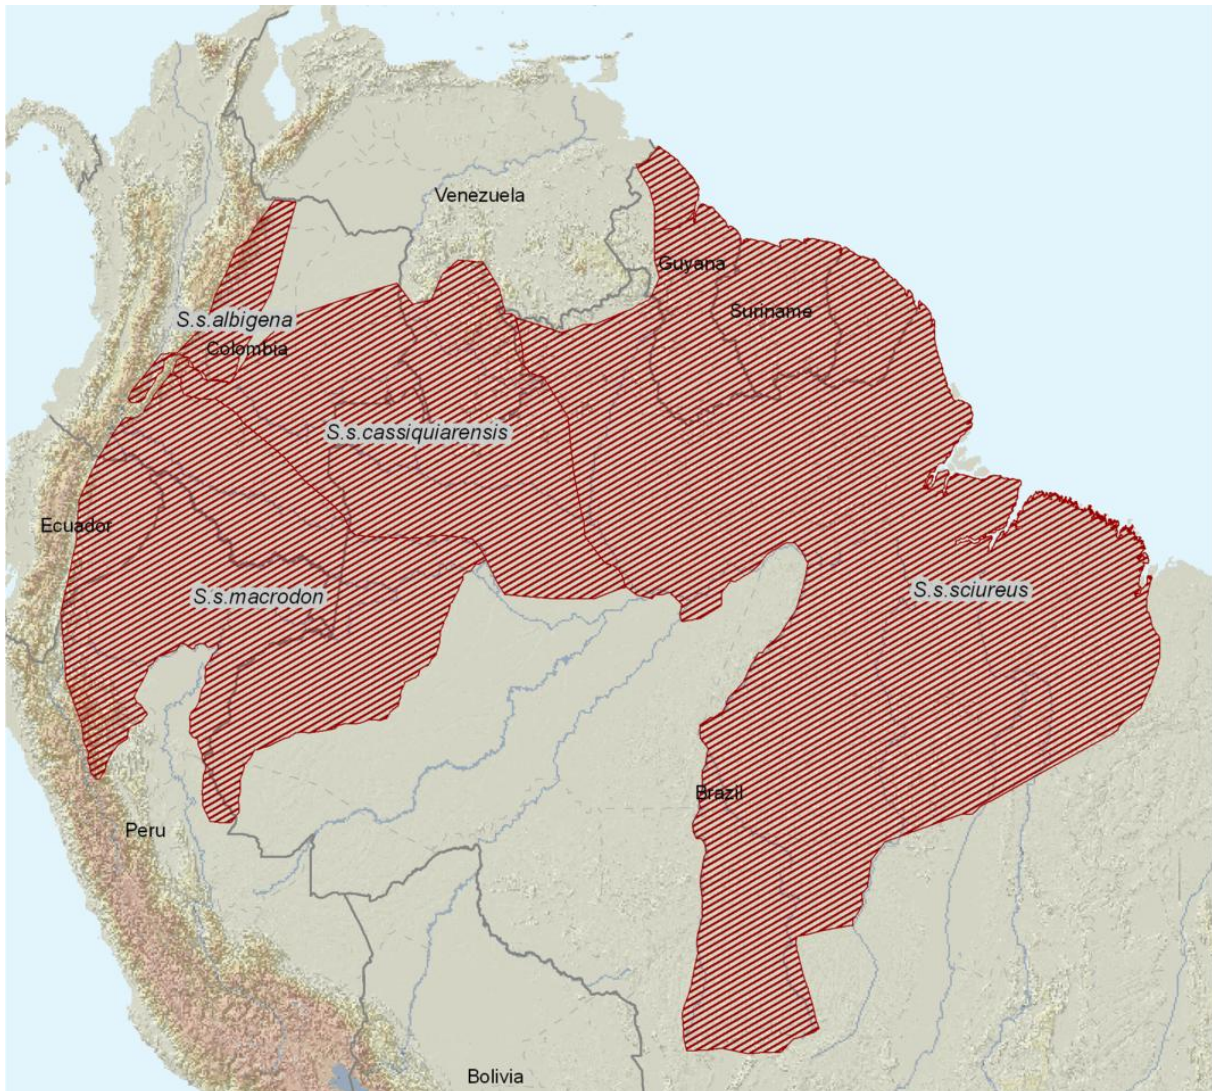 Venezuela
Guyana
Suriname
S.s.albigena
Colombia
S.s.cassiquiarensis
Ecuador
S.s.macrodon
S.s.sciureus
Brazil
Peru
Bolivia